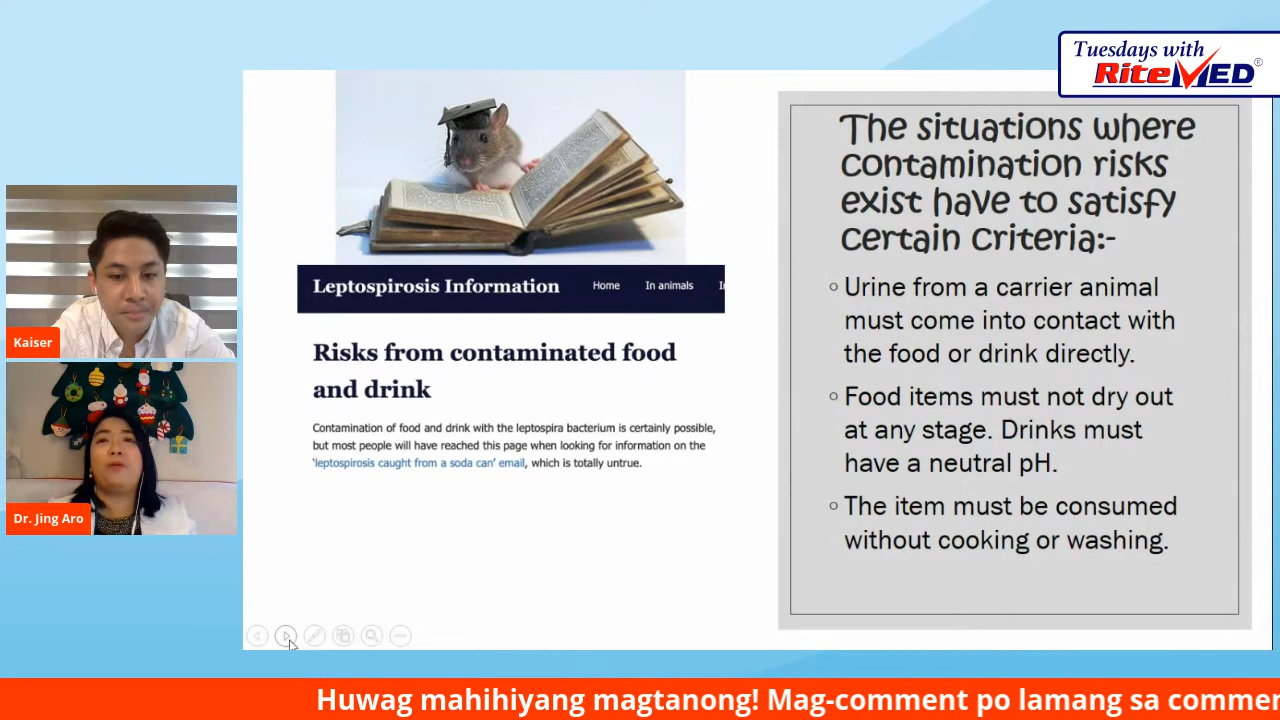 Tuesdays with
RiteMED®
The situations where
contamination risks
exist have to satisfy
certain criteria:-
Urine from a carrier animal
must come into contact with
the food or drink directly.
Food items must not dry out
at any stage. Drinks must
have a neutral pH.
The item must be consumed
without cooking or washing.
Leptospirosis Information
Home
In animals
Risks from contaminated food
and drink
Contamination of food and drink with the leptospira bacterium is certainly possible,
but most people will have reached this page when looking for information on the
'leptospirosis caught from a soda can' email, which is totally untrue.
Kaiser
Dr. Jing Aro
Huwag mahihiyang magtanong! Mag-comment po lamang sa